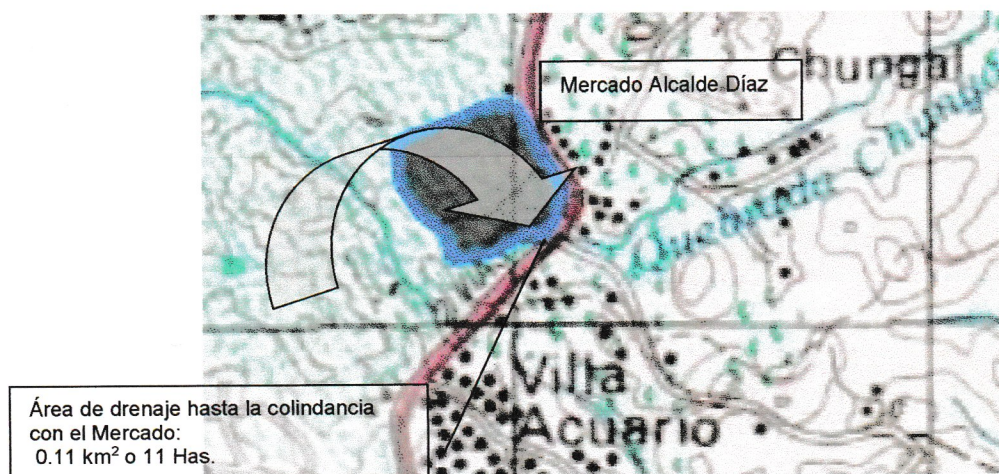 Mercado Alcalde Díaz
Chungal
Quebrada
Villa
Acuario
Área de drenaje hasta la colindancia
con el Mercado:
0.11 km² o 11 Has.